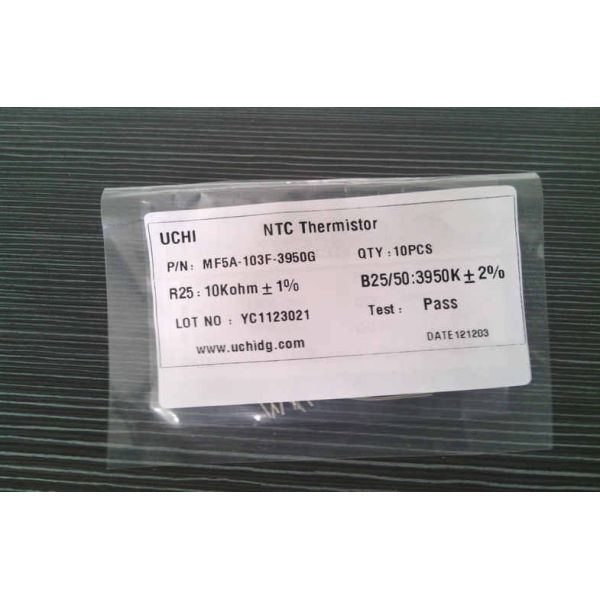 UCHI NTC Thermistor
P/N: MF5A-103F-3950G QTY :10PCS
R25 : 10Kohm ± 1% B25/50:3950K ± 2%
LOT NO : YC1123021 Test : Pass
www.uchidg.com DATE121203